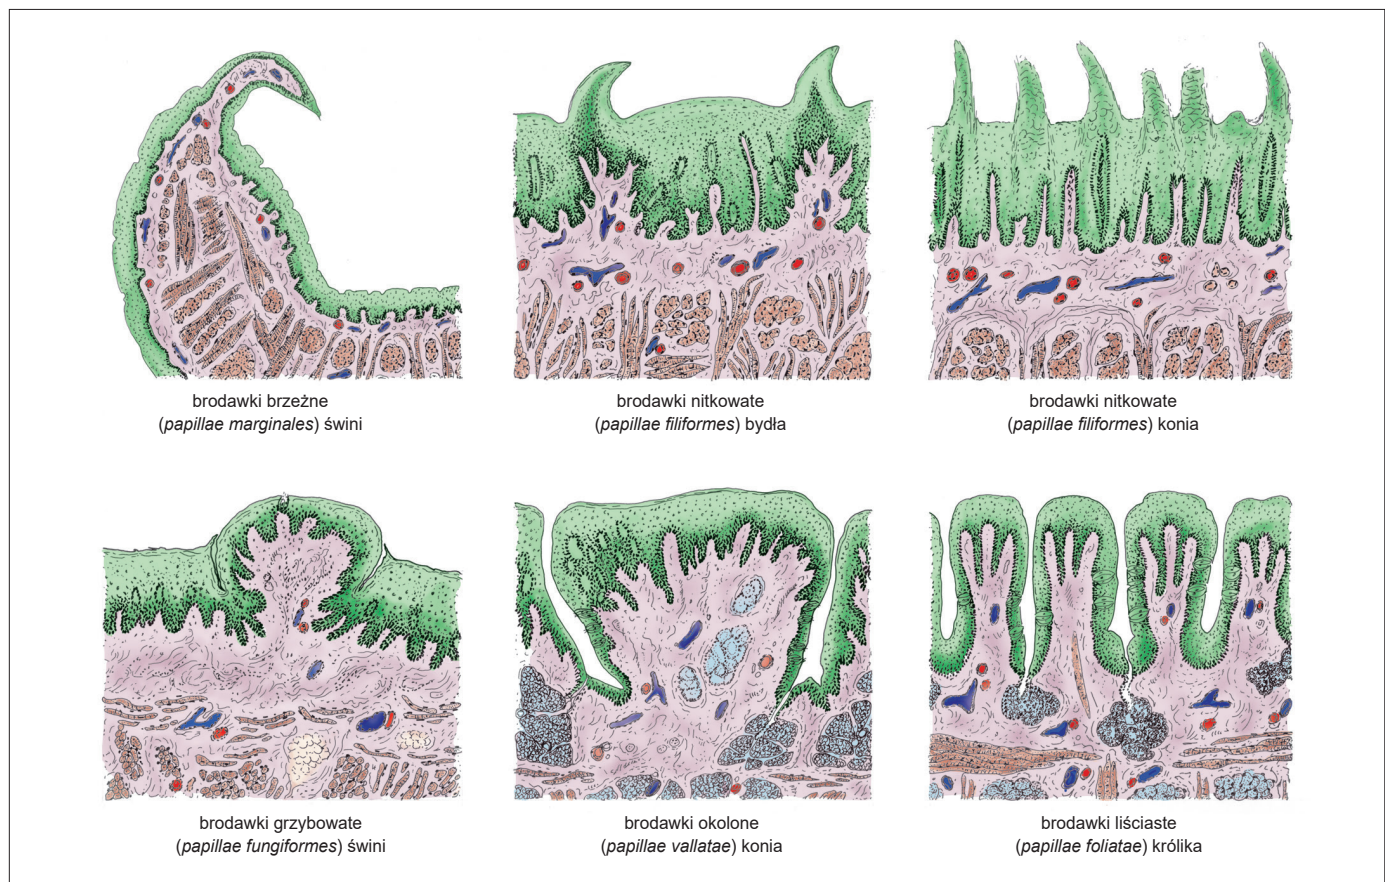 brodawki brzeżne
(papillae marginales) świni
brodawki nitkowate
(papillae filiformes) bydła
brodawki nitkowate
(papillae filiformes) konia
brodawki grzybowate
(papillae fungiformes) świni
brodawki okolone
(papillae vallatae) konia
brodawki liściaste
(papillae foliatae) królika